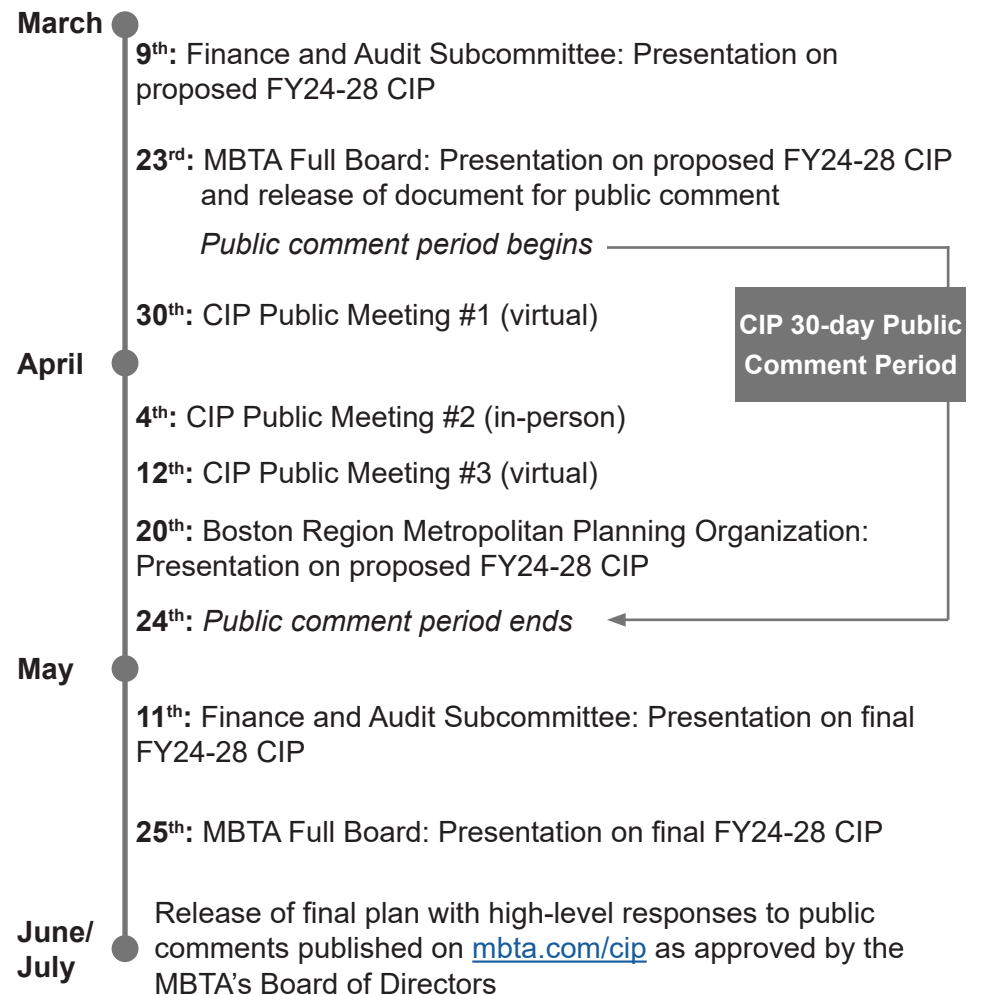 March
9th: Finance and Audit Subcommittee: Presentation on
proposed FY24-28 CIP
23rd: MBTA Full Board: Presentation on proposed FY24-28 CIP
and release of document for public comment
Public comment period begins
30th: CIP Public Meeting #1 (virtual)
CIP 30-day Public
Comment Period
April
4th: CIP Public Meeting #2 (in-person)
12th: CIP Public Meeting #3 (virtual)
20th: Boston Region Metropolitan Planning Organization:
Presentation on proposed FY24-28 CIP
24th: Public comment period ends
May
11th: Finance and Audit Subcommittee: Presentation on final
FY24-28 CIP
25th: MBTA Full Board: Presentation on final FY24-28 CIP
June/
July
Release of final plan with high-level responses to public
comments published on mbta.com/cip as approved by the
MBTA’s Board of Directors